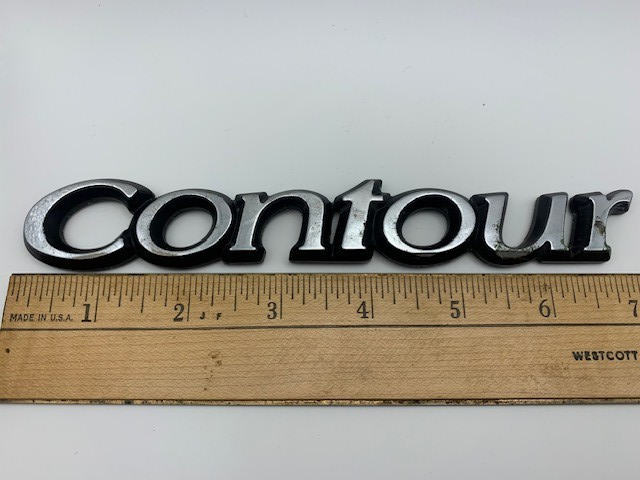 Contour
1 2 3 4 5 6 7
MADE IN U.S.A. J F
WESTCOTT